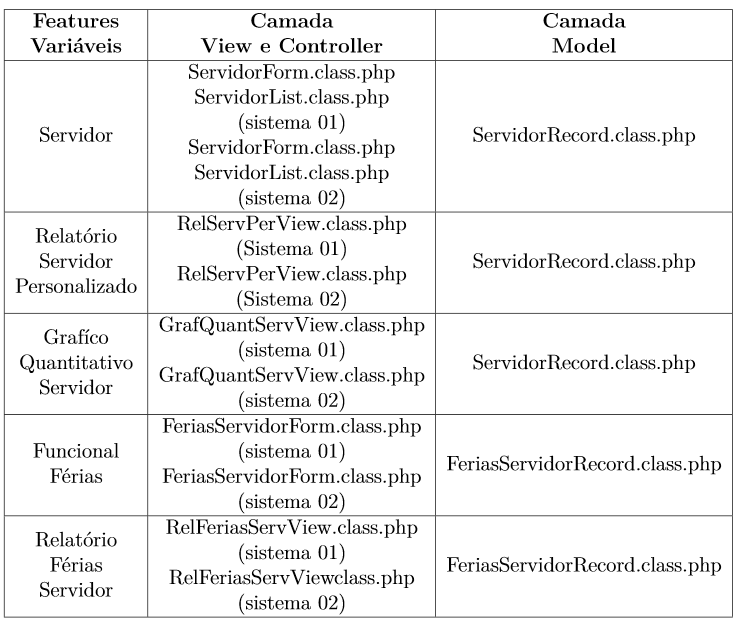 Features Variáveis
Camada View e Controller
Camada Model
Servidor
ServidorForm.class.php
ServidorList.class.php
(sistema 01)
ServidorForm.class.php
ServidorList.class.php
(sistema 02)
ServidorRecord.class.php
Relatório
Servidor
Personalizado
RelServPerView.class.php
(Sistema 01)
RelServPerView.class.php
(Sistema 02)
ServidorRecord.class.php
Grafíco
Quantitativo
Servidor
GrafQuantServView.class.php
(sistema 01)
GrafQuantServView.class.php
(sistema 02)
ServidorRecord.class.php
Funcional
Férias
FeriasServidorForm.class.php
(sistema 01)
FeriasServidorForm.class.php
(sistema 02)
FeriasServidorRecord.class.php
Relatório
Férias
Servidor
RelFeriasServView.class.php
(sistema 01)
RelFeriasServViewclass.php
(sistema 02)
FeriasServidorRecord.class.php